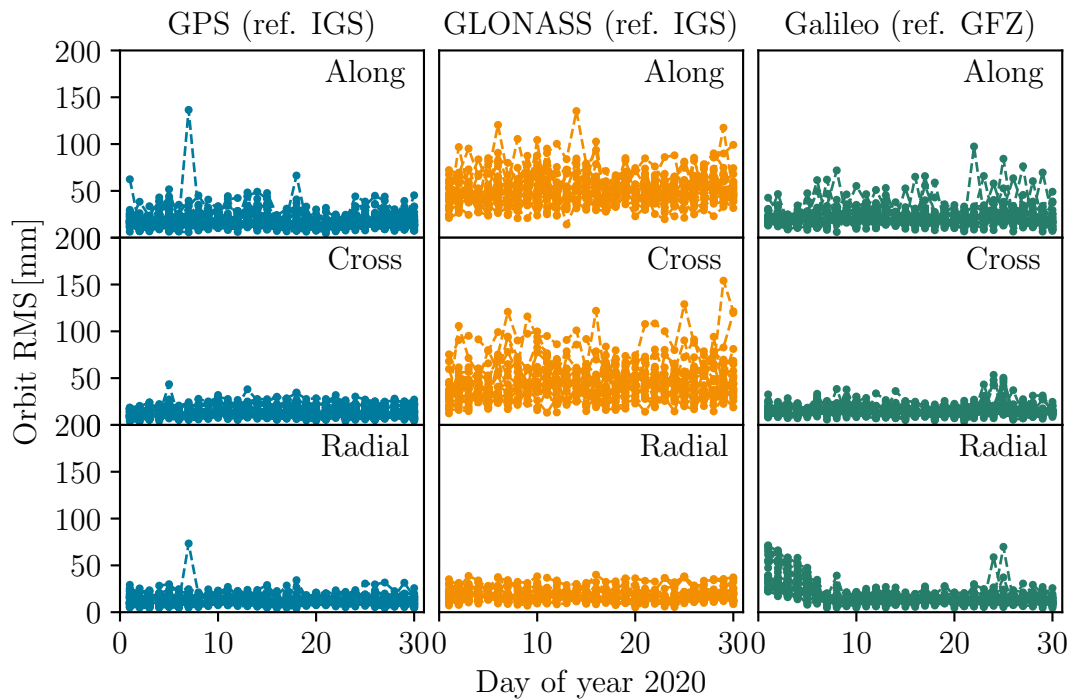 GPS (ref. IGS) GLONASS (ref. IGS) Galileo (ref. GFZ)
200 Along Along Along
150
100
50
200 Cross Cross Cross
150
100
50
200 Radial Radial Radial
150
100
50
0
0 10 20 30 0 10 20 30 0 10 20 30
Orbit RMS [mm]
Day of year 2020